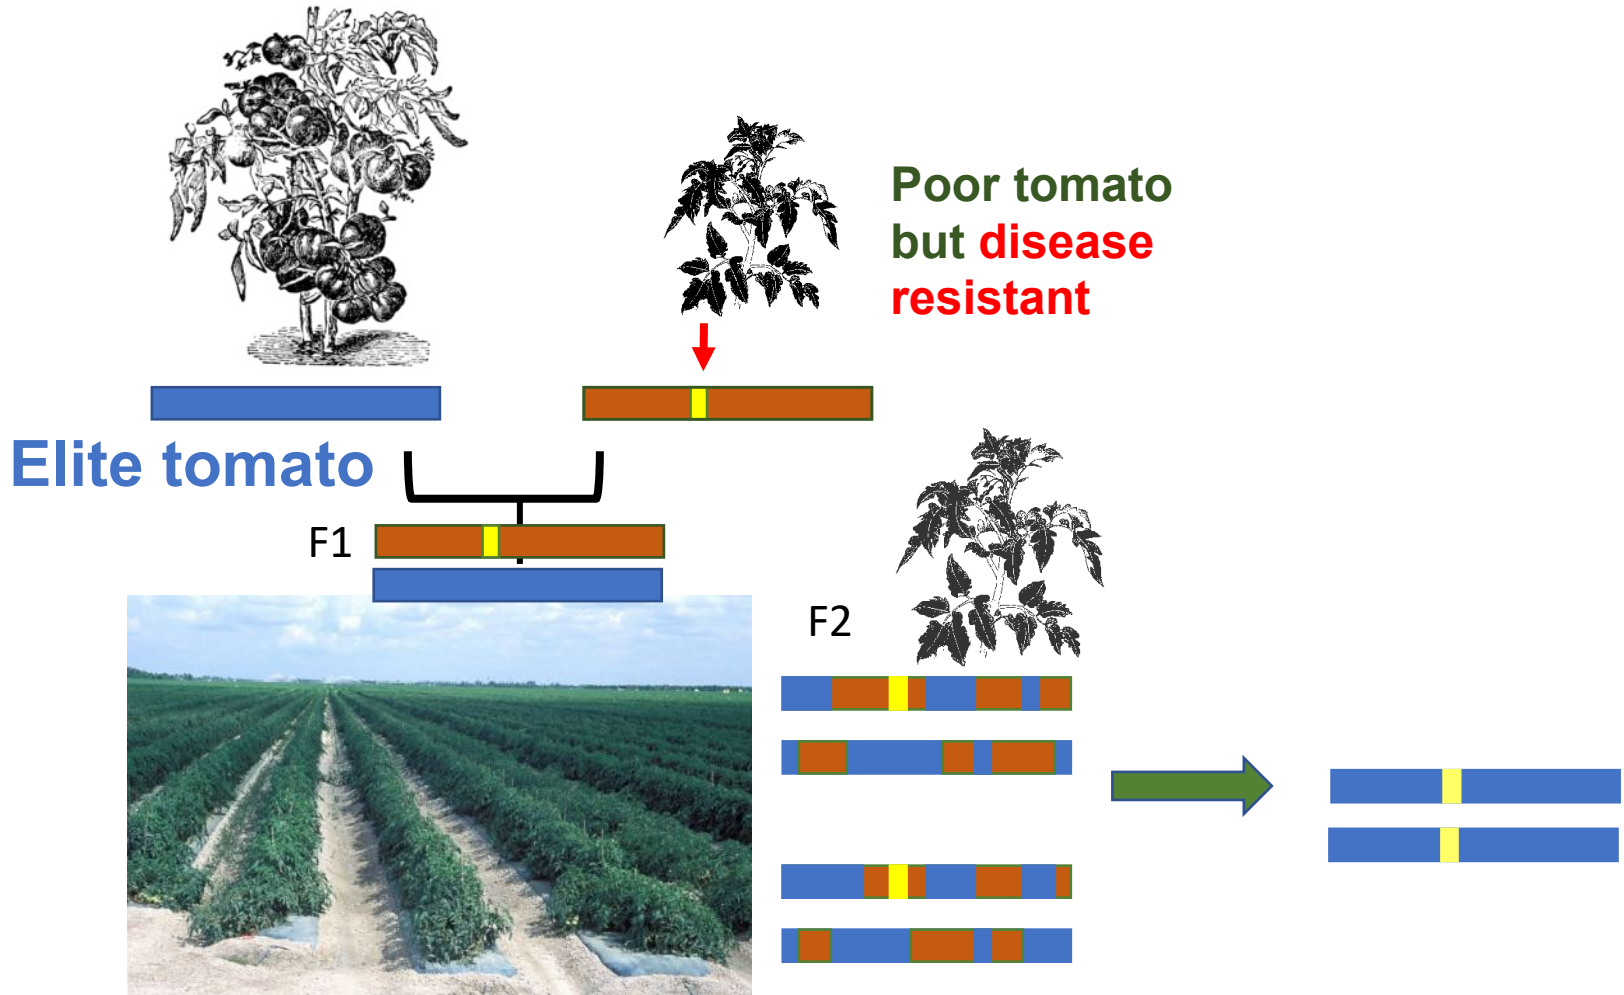 Poor tomato
but disease
resistant
Elite tomato
F1
F2